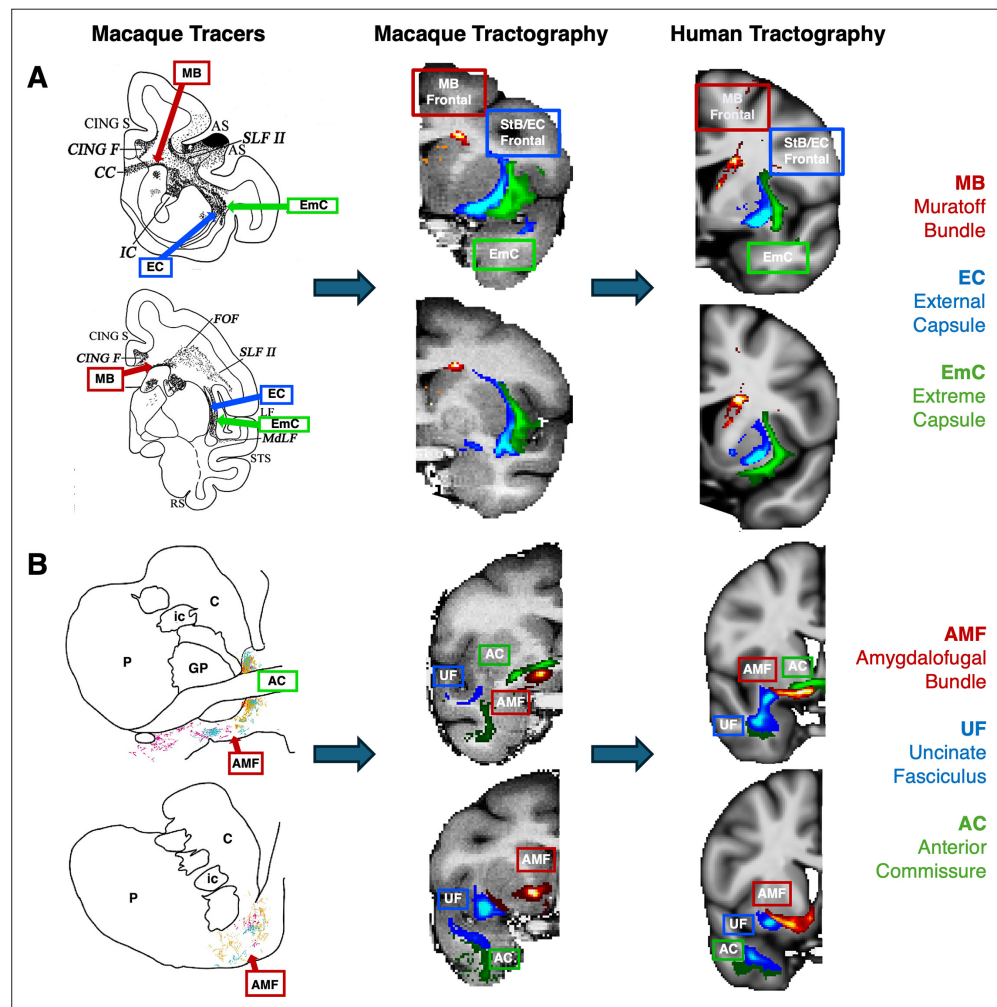 Macaque Tracers
Macaque Tractography
Human Tractography
A
MB
CING S
AS
SLF II
CING F
AS
CC
EmC
IC
EC
MB
Frontal
StB/EC
Frontal
EmC
MB
Frontal
StB/EC
Frontal
EmC
MB
Muratoff
Bundle
EC
External
Capsule
EmC
Extreme
Capsule
FOF
CING S
CING F
SLF II
MB
EC
LF
EmC
MdLF
STS
RS
B
C
ic
P
GP
AC
AMF
AC
UF
AMF
AMF
AC
UF
AMF
Amygdalofugal
Bundle
UF
Uncinate
Fasciculus
AC
Anterior
Commissure
C
ic
P
AMF
AMF
UF
AC
AMF
UF
AC